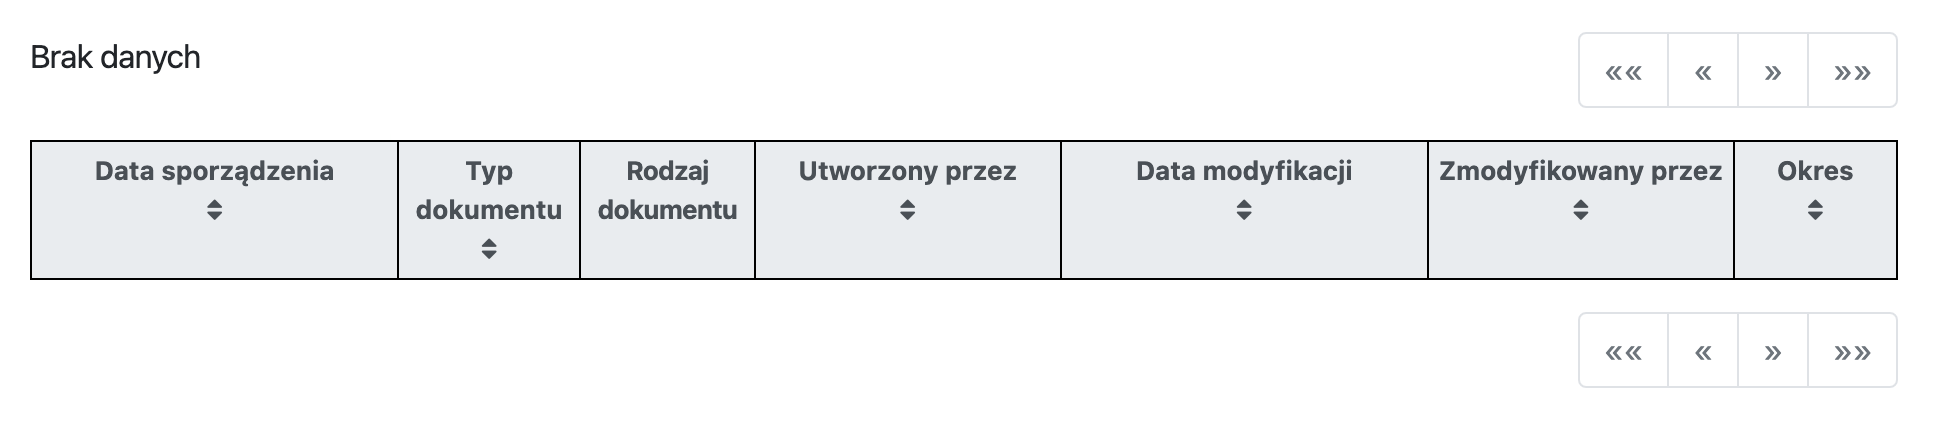 Brak danych
«« « » »»
Data sporządzenia Typ dokumentu Rodzaj dokumentu Utworzony przez Data modyfikacji Zmodyfikowany przez Okres
«« « » »»